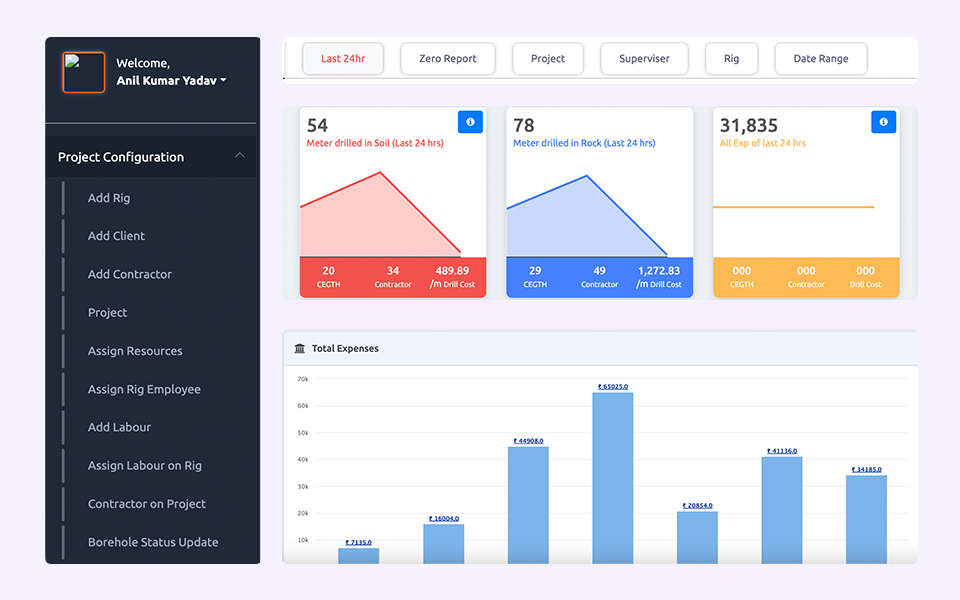 Welcome,
Anil Kumar Yadav
Project Configuration
Add Rig
Add Client
Add Contractor
Project
Assign Resources
Assign Rig Employee
Add Labour
Assign Labour on Rig
Contractor on Project
Borehole Status Update
Last 24hr
Zero Report
Project
Superviser
Rig
Date Range
54
Meter drilled in Soil (Last 24 hrs)
20
CEGTH
34
Contractor
489.89
/m Drill Cost
78
Meter drilled in Rock (Last 24 hrs)
29
CEGTH
49
Contractor
1,272.83
/m Drill Cost
31,835
All Exp of last 24 hrs
000
CEGTH
000
Contractor
000
Drill Cost
Total Expenses
70k
60k
50k
40k
30k
20k
10k
₹ 7135.0
₹ 16004.0
₹ 44908.0
₹ 65025.0
₹ 20854.0
₹ 41136.0
₹ 34185.0